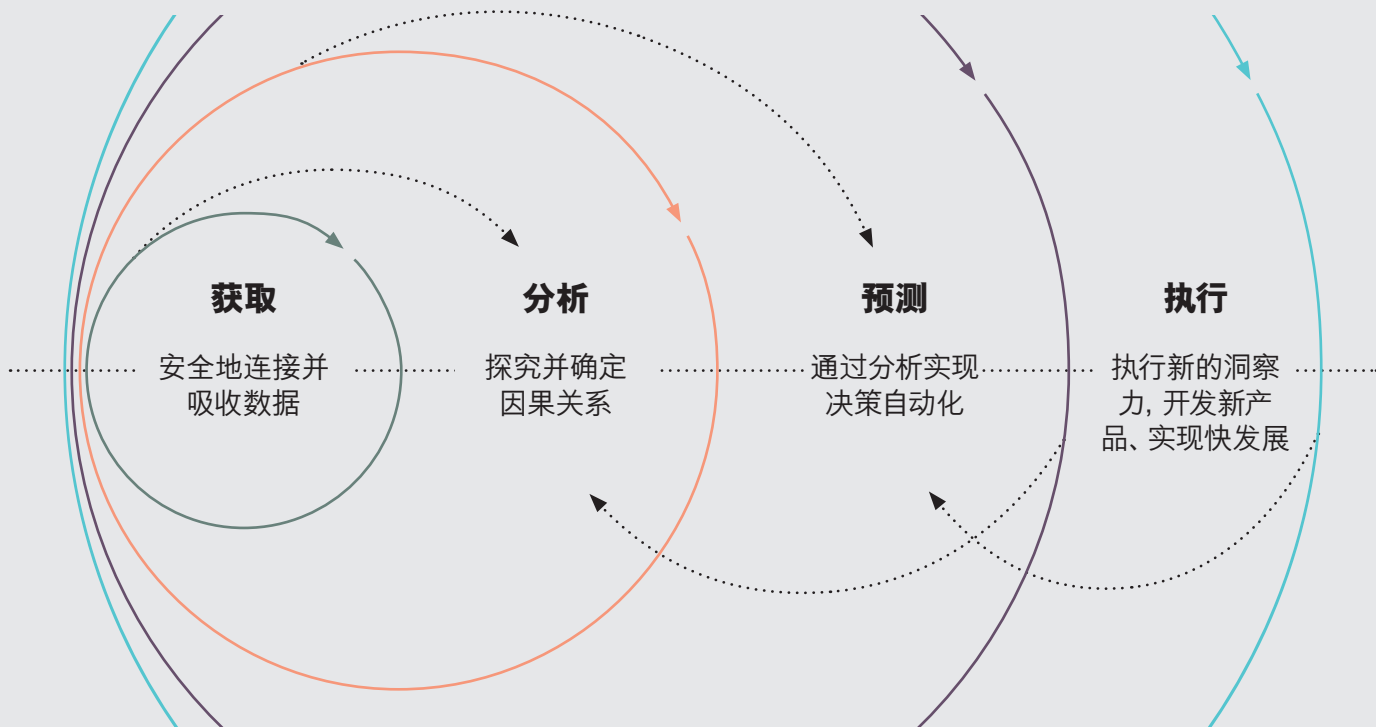 获取
安全地连接并
吸收数据
分析
探究并确定
因果关系
预测
通过分析实现
决策自动化
执行
执行新的洞察
力, 开发新产
品、实现快发展